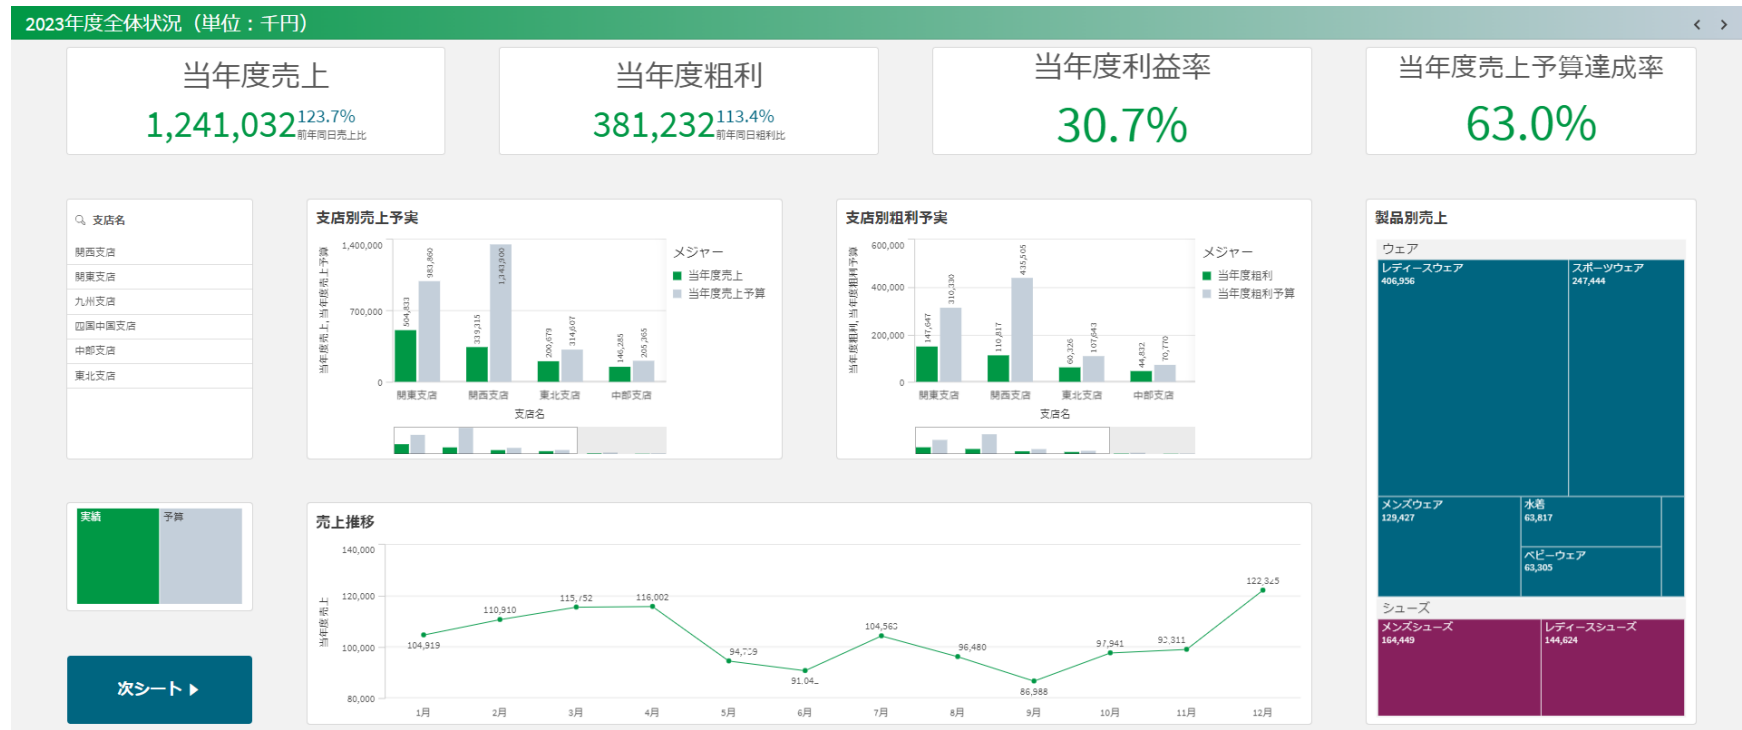 2023年度全体状況（単位：千円）
当年度売上
1,241,032
123.7%
前年同日売上比
当年度粗利
381,232
113.4%
前年同日粗利比
当年度利益率
30.7%
当年度売上予算達成率
63.0%
支店名
関西支店
関東支店
九州支店
四国中国支店
中部支店
東北支店
支店別売上予実
当年度売上, 当年度売上予算
1,400,000
700,000
0
504,833
983,860
339,315
1,343,900
200,679
314,607
146,285
205,365
関東支店
関西支店
東北支店
中部支店
支店名
メジャー
当年度売上
当年度売上予算
支店別粗利予実
当年度粗利, 当年度粗利予算
600,000
400,000
200,000
0
147,647
310,330
110,817
435,505
60,326
107,643
44,832
70,770
関東支店
関西支店
東北支店
中部支店
支店名
メジャー
当年度粗利
当年度粗利予算
製品別売上
ウェア
レディースウェア
406,956
スポーツウェア
247,444
メンズウェア
129,427
水着
63,817
ベビーウェア
63,305
シューズ
メンズシューズ
164,449
レディースシューズ
144,624
実績
予算
次シート
売上推移
当年度売上
140,000
120,000
100,000
80,000
104,919
110,910
115,752
116,002
96,480
86,988
97,941
1月
2月
3月
4月
5月
6月
7月
8月
9月
10月
11月
12月